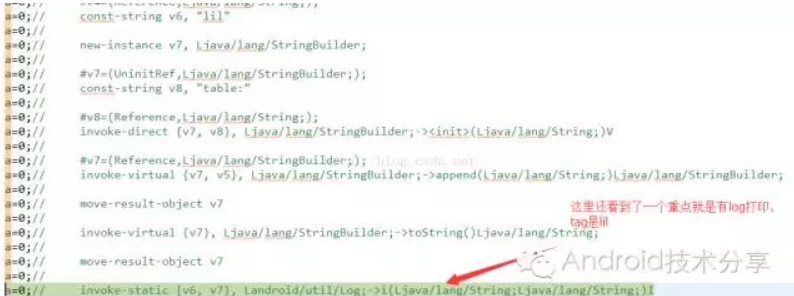 a=0;// const-string v6, "lil"
a=0;//
a=0;// new-instance v7, Ljava/lang/StringBuilder;
a=0;//
a=0;// #v7=(UninitRef,Ljava/lang/StringBuilder;);
a=0;// const-string v8, "table:"
a=0;//
a=0;// #v8=(Reference,Ljava/lang/String;);
a=0;// invoke-direct {v7, v8}, Ljava/lang/StringBuilder;-><init>(Ljava/lang/String;)V
a=0;//
a=0;// #v7=(Reference,Ljava/lang/StringBuilder;);
a=0;// invoke-virtual {v7, v5}, Ljava/lang/StringBuilder;->append(Ljava/lang/String;)Ljava/lang/StringBuilder;
a=0;//
a=0;// move-result-object v7
这里还看到了一个重点就是有log打印,
tag是lil
a=0;//
a=0;// invoke-virtual {v7}, Ljava/lang/StringBuilder;->toString()Ljava/lang/String;
a=0;//
a=0;// move-result-object v7
Android技术分享
a=0;//
a=0;// invoke-static {v6, v7}, Landroid/util/Log;->i(Ljava/lang/String;Ljava/lang/String;)I